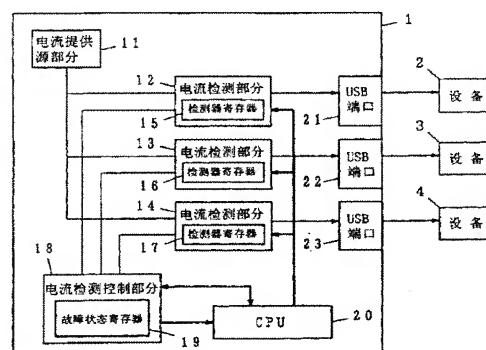 1
电流提供
源部分
11
12
电流检测部分
检测器寄存器
15
USB
端口
21
2
设备
13
电流检测部分
检测器寄存器
16
USB
端口
22
3
设备
14
电流检测部分
检测器寄存器
17
USB
端口
23
4
设备
18
电流检测控制部分
故障状态寄存器
19
CPU
20